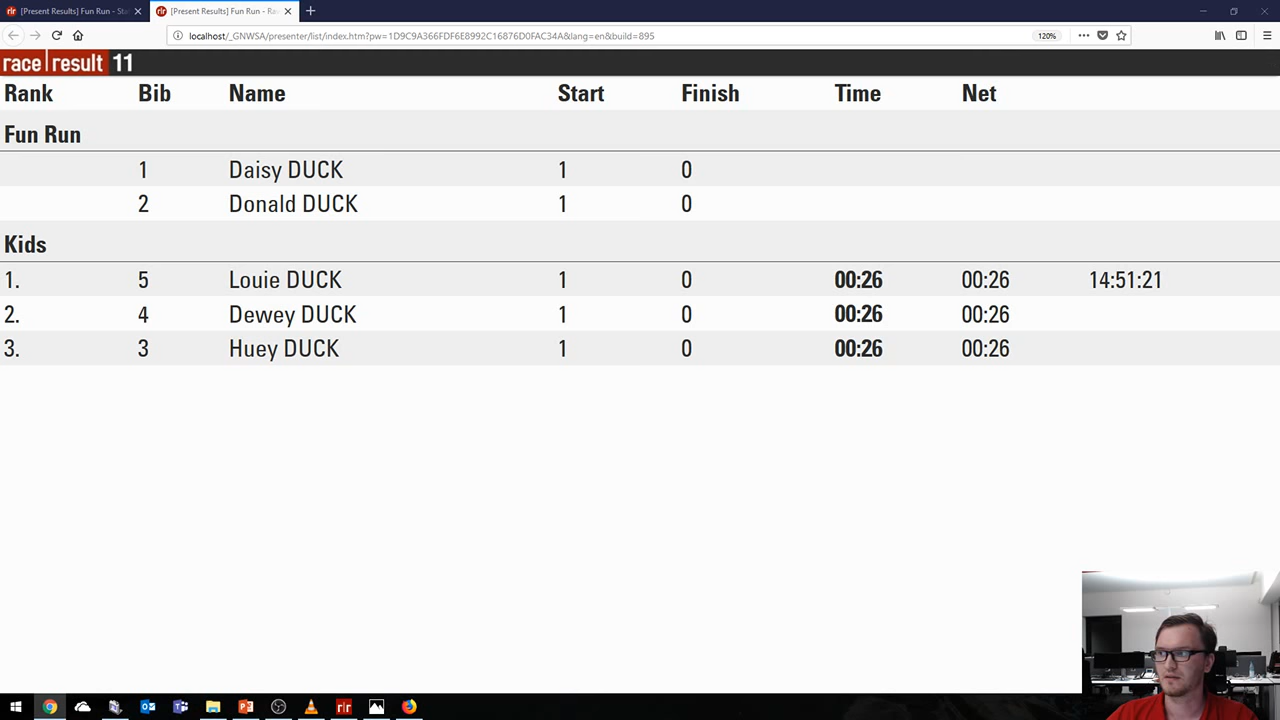 [Present Results] Fun Run - Sta
[Present Results] Fun Run - Ra
localhost/_GNWSA/presenter/list/index.htm?pw=1D9C9A366FDF6E8992C16876D0FAC34A&lang=en&build=895
120%
race result 11
Rank Bib Name Start Finish Time Net
Fun Run
1 Daisy DUCK 1 0
2 Donald DUCK 1 0
Kids
1. 5 Louie DUCK 1 0 00:26 00:26 14:51:21
2. 4 Dewey DUCK 1 0 00:26 00:26
3. 3 Huey DUCK 1 0 00:26 00:26